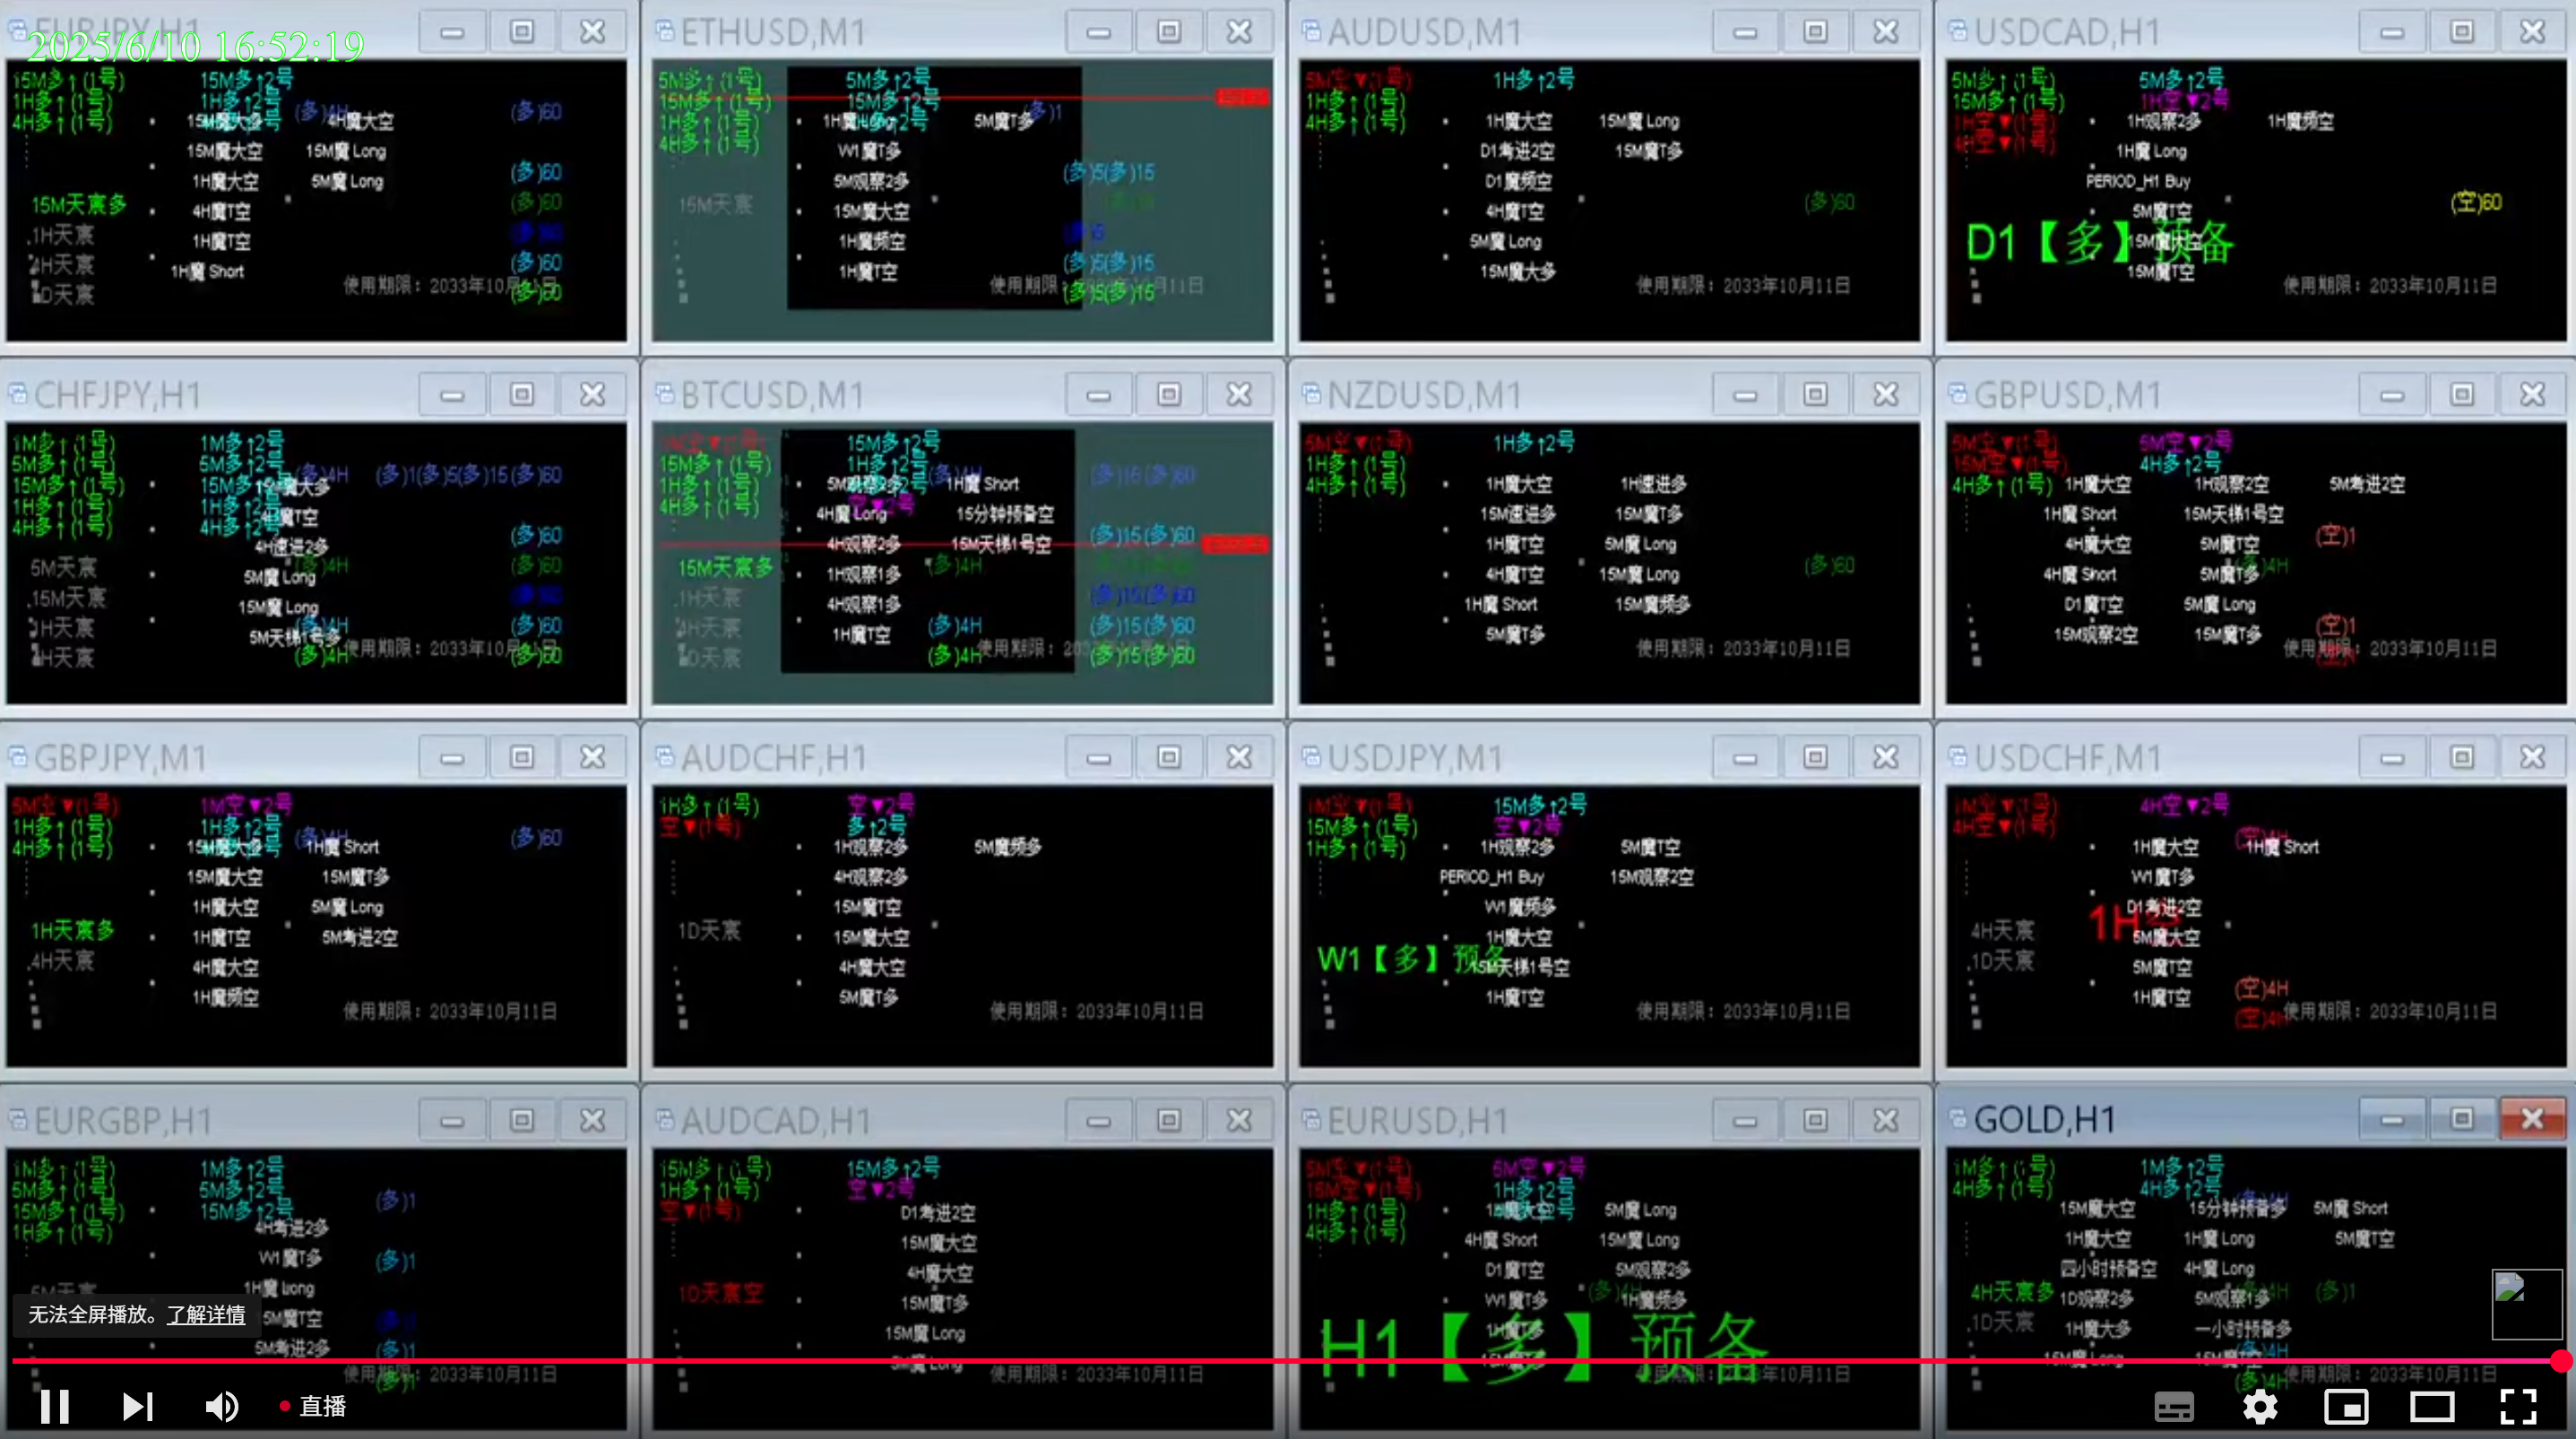 EURJPY,H1
2025/6/10 16:52:19
15M多↑(1号) 15M多↑2号
1H多↑(1号) 1H多↑2号
4H多↑(1号) (多)4H (多)60
15M魔大多 4H魔大空
15M魔大空 15M魔 Long (多)60
1H魔大空 5M魔 Long
15M天宸多 4H魔T空 (多)60
1H天宸 1H魔T空
4H天宸 1H魔 Short (多)60
D天宸 使用期限：2033年10月11日 (多)60
ETHUSD,M1
5M多↑(1号) 5M多↑2号
15M多↑(1号) 15M多↑2号
1H多↑(1号) 5M魔T多 (多)1
4H多↑(1号) W1魔T多
5M观察2多 (多)5(多)15
15M天宸 15M魔大空
1H魔频空
1H魔T空 (多)5(多)15
使用期限： (多)5(多)15
AUDUSD,M1
5M空▼(1号) 1H多↑2号
1H多↑(1号)
4H多↑(1号) 1H魔大空 15M魔 Long
D1考进2空 15M魔T多
D1魔频空
4H魔T空 (多)60
5M魔 Long
15M魔大多
使用期限：2033年10月11日
USDCAD,H1
5M多↑(1号) 5M多↑2号
15M多↑(1号) 1H空▼2号
1H空▼(1号) 1H观察2多 1H魔频空
4H空▼(1号) 1H魔 Long
PERIOD_H1 Buy
5M魔T空 (空)60
D1【多】预备
15M魔大空
15M魔T空
使用期限：2033年10月11日
CHFJPY,H1
1M多↑(1号) 1M多↑2号
5M多↑(1号) 5M多↑2号 (多)4H (多)1(多)5(多)15(多)60
15M多↑(1号) 15M多↑2号
1H多↑(1号) 1H多↑2号
4H多↑(1号) 4H多↑2号 (多)60
4H速进2多
5M天宸 5M魔 Long (多)4H (多)60
15M天宸 15M魔 Long
1H天宸 5M天梯1号多 (多)4H (多)60
4H天宸 使用期限：2033年10月11日 (多)4H (多)60
BTCUSD,M1
15M多↑2号
15M多↑(1号) 1H多↑2号 (多)4H (多)15(多)60
1H多↑(1号) 5M观察2多 1H魔 Short
4H多↑(1号) 空▼2号
4H魔 Long 15分钟预备空 (多)15(多)60
4H观察2多 15M天梯1号空
15M天宸多 1H观察1多 (多)4H
1H天宸 4H观察1多 (多)15(多)60
4H天宸 1H魔T空 (多)4H (多)15(多)60
D天宸 (多)4H 使用期限： (多)15(多)60
NZDUSD,M1
5M空▼(1号) 1H多↑2号
1H多↑(1号)
4H多↑(1号) 1H魔大空 1H速进多
15M速进多 15M魔T多
1H魔T空 5M魔 Long
4H魔T空 15M魔 Long (多)60
1H魔 Short 15M魔频多
5M魔T多
使用期限：2033年10月11日
GBPUSD,M1
5M空▼(1号) 5M空▼2号
15M空▼(1号) 4H多↑2号
4H多↑(1号) 1H魔大空 1H观察2空 5M考进2空
1H魔 Short 15M天梯1号空
4H魔大空 5M魔T空 (空)1
4H魔 Short 5M魔T多 (多)4H
D1魔T空 5M魔 Long
15M观察2空 15M魔T多 (空)1
使用期限：2033年10月11日
GBPJPY,M1
5M空▼(1号) 1M空▼2号
1H多↑(1号) 1H多↑2号 (多)4H (多)60
4H多↑(1号) 15M魔大多 1H魔 Short
15M魔大空 15M魔T多
1H魔大空 5M魔 Long
1H天宸多 1H魔T空 5M考进2空
4H天宸 4H魔大空
1H魔频空
使用期限：2033年10月11日
AUDCHF,H1
1H多↑(1号) 空▼2号
空▼(1号) 多↑2号
1H观察2多 5M魔频多
4H观察2多
15M魔T空
1D天宸 15M魔大空
4H魔大空
5M魔T多
使用期限：2033年10月11日
USDJPY,M1
1M空▼(1号) 15M多↑2号
15M多↑(1号) 空▼2号
1H多↑(1号) 1H观察2多 5M魔T空
PERIOD_H1 Buy 15M观察2空
W1魔频多
1H魔大空
W1【多】预备
15M天梯1号空
1H魔T空
使用期限：2033年10月11日
USDCHF,M1
1M空▼(1号) 4H空▼2号
4H空▼(1号) (空)4H
1H魔大空 1H魔 Short
W1魔T多
D1考进2空
1H空
4H天宸 5M魔大空
1D天宸 5M魔T空
1H魔T空 (空)4H
(空)4H 使用期限：2033年10月11日
EURGBP,H1
1M多↑(1号) 1M多↑2号
5M多↑(1号) 5M多↑2号 (多)1
15M多↑(1号) 15M多↑2号
1H多↑(1号) 4H考进2多
W1魔T多 (多)1
5M天宸 1H魔 Long
5M魔T空
5M考进2多 (多)1
使用期限：2033年10月11日 (多)1
AUDCAD,H1
15M多↑(1号) 15M多↑2号
1H多↑(1号) 空▼2号
空▼(1号) D1考进2空
15M魔大空
4H魔大空
1D天宸空 15M魔T多
15M魔 Long
5M魔 Long
使用期限：2033年10月11日
EURUSD,H1
5M空▼(1号) 5M空▼2号
15M空▼(1号) 1H多↑2号
1H多↑(1号) 5M魔 Long
4H多↑(1号) 4H魔 Short 15M魔 Long
D1魔T空 5M观察2多
W1魔T多 (多)4H 1H魔频多
H1【多】预备
1H魔T多
使用期限：2033年10月11日
GOLD,H1
1M多↑(1号) 1M多↑2号
4H多↑(1号) 4H多↑2号
15M魔大空 15分钟预备多 5M魔 Short
1H魔大空 1H魔 Long 5M魔T空
四小时预备空 4H魔 Long
4H天宸多 1D观察2多 5M观察1多 (多)1
1D天宸 1H魔大多 一小时预备多
(多)4H
(多)4H 使用期限：2033年10月11日
无法全屏播放。了解详情
直播